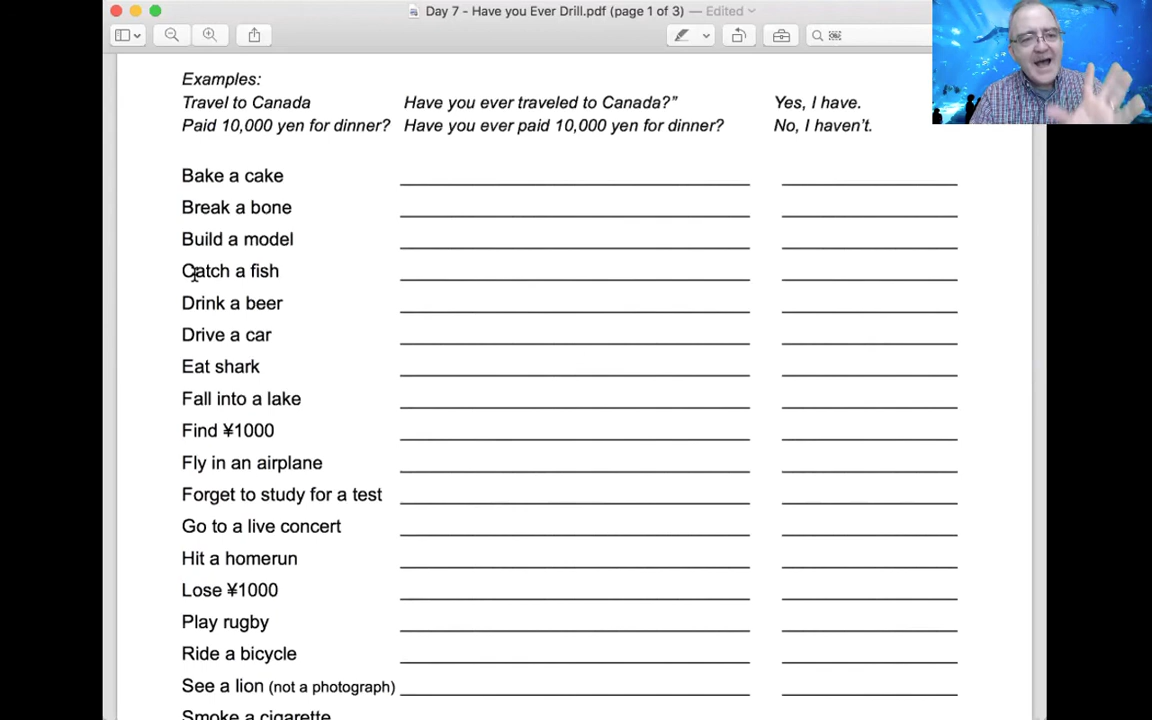 Day 7 - Have you Ever Drill.pdf (page 1 of 3) — Edited
Examples:
Travel to Canada Have you ever traveled to Canada?” Yes, I have.
Paid 10,000 yen for dinner? Have you ever paid 10,000 yen for dinner? No, I haven’t.
Bake a cake
Break a bone
Build a model
Catch a fish
Drink a beer
Drive a car
Eat shark
Fall into a lake
Find ¥1000
Fly in an airplane
Forget to study for a test
Go to a live concert
Hit a homerun
Lose ¥1000
Play rugby
Ride a bicycle
See a lion (not a photograph)
Smoke a cigarette